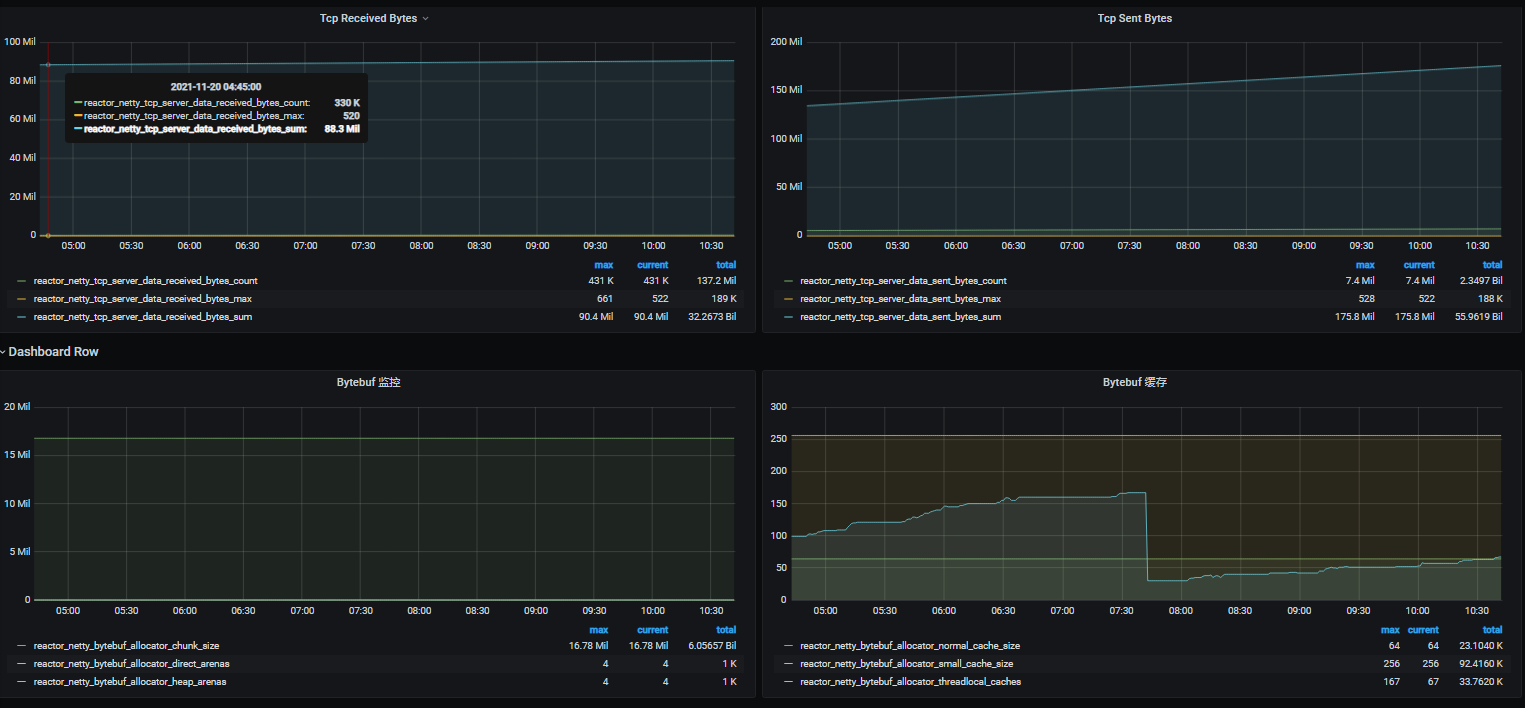 Tcp Received Bytes
100 Mil
80 Mil
60 Mil
40 Mil
20 Mil
0
2021-11-20 04:45:00
reactor_netty_tcp_server_data_received_bytes_count: 330 K
reactor_netty_tcp_server_data_received_bytes_max: 520
reactor_netty_tcp_server_data_received_bytes_sum: 88.3 Mil
05:00 05:30 06:00 06:30 07:00 07:30 08:00 08:30 09:00 09:30 10:00 10:30
max current total
reactor_netty_tcp_server_data_received_bytes_count 431 K 431 K 137.2 Mil
reactor_netty_tcp_server_data_received_bytes_max 661 522 189 K
reactor_netty_tcp_server_data_received_bytes_sum 90.4 Mil 90.4 Mil 32.2673 Bil
Tcp Sent Bytes
200 Mil
150 Mil
100 Mil
50 Mil
0
05:00 05:30 06:00 06:30 07:00 07:30 08:00 08:30 09:00 09:30 10:00 10:30
max current total
reactor_netty_tcp_server_data_sent_bytes_count 7.4 Mil 7.4 Mil 2.3497 Bil
reactor_netty_tcp_server_data_sent_bytes_max 528 522 188 K
reactor_netty_tcp_server_data_sent_bytes_sum 175.8 Mil 175.8 Mil 55.9619 Bil
Dashboard Row
Bytebuf 监控
20 Mil
15 Mil
10 Mil
5 Mil
0
05:00 05:30 06:00 06:30 07:00 07:30 08:00 08:30 09:00 09:30 10:00 10:30
max current total
reactor_netty_bytebuf_allocator_chunk_size 16.78 Mil 16.78 Mil 6.05657 Bil
reactor_netty_bytebuf_allocator_direct_arenas 4 4 1 K
reactor_netty_bytebuf_allocator_heap_arenas 4 4 1 K
Bytebuf 缓存
300
250
200
150
100
50
0
05:00 05:30 06:00 06:30 07:00 07:30 08:00 08:30 09:00 09:30 10:00 10:30
max current total
reactor_netty_bytebuf_allocator_normal_cache_size 64 64 23.1040 K
reactor_netty_bytebuf_allocator_small_cache_size 256 256 92.4160 K
reactor_netty_bytebuf_allocator_threadlocal_caches 167 67 33.7620 K